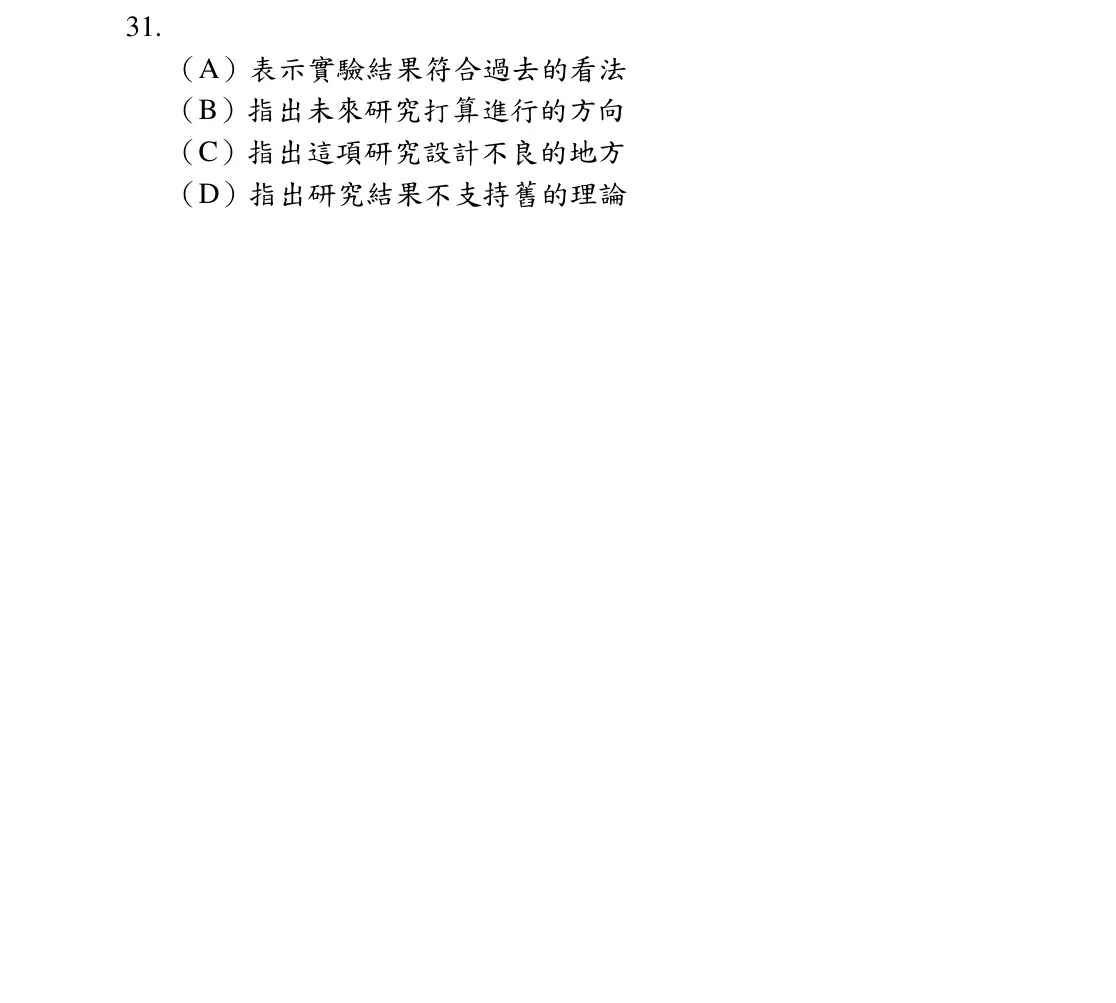 31.
（A）表示實驗結果符合過去的看法
（B）指出未來研究打算進行的方向
（C）指出這項研究設計不良的地方
（D）指出研究結果不支持舊的理論